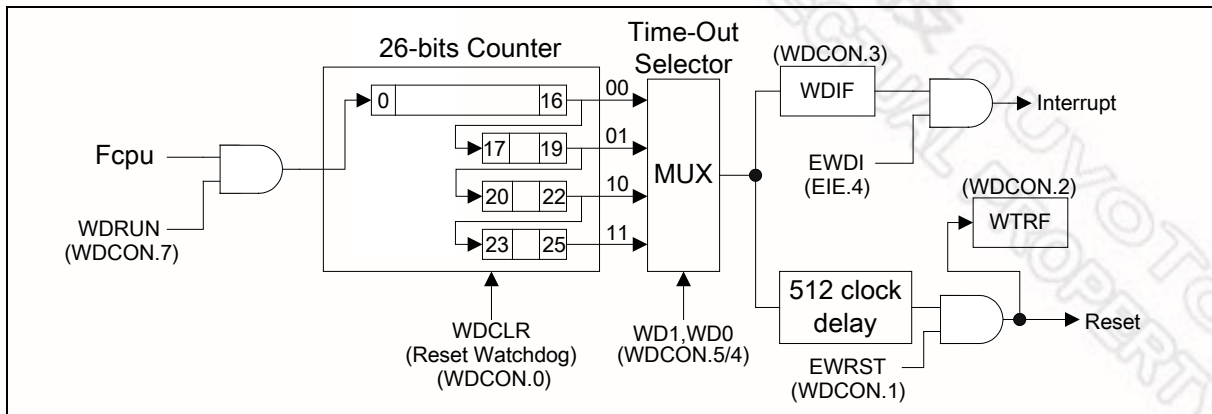 26-bits Counter
Time-Out
Selector
Fcpu
WDRUN
(WDCON.7)
0 16
17 19
20 22
23 25
00
01
10
11
MUX
WDCLR
(Reset Watchdog)
(WDCON.0)
WD1,WD0
(WDCON.5/4)
(WDCON.3)
WDIF
EWDI
(EIE.4)
Interrupt
(WDCON.2)
WTRF
512 clock
delay
EWRST
(WDCON.1)
Reset